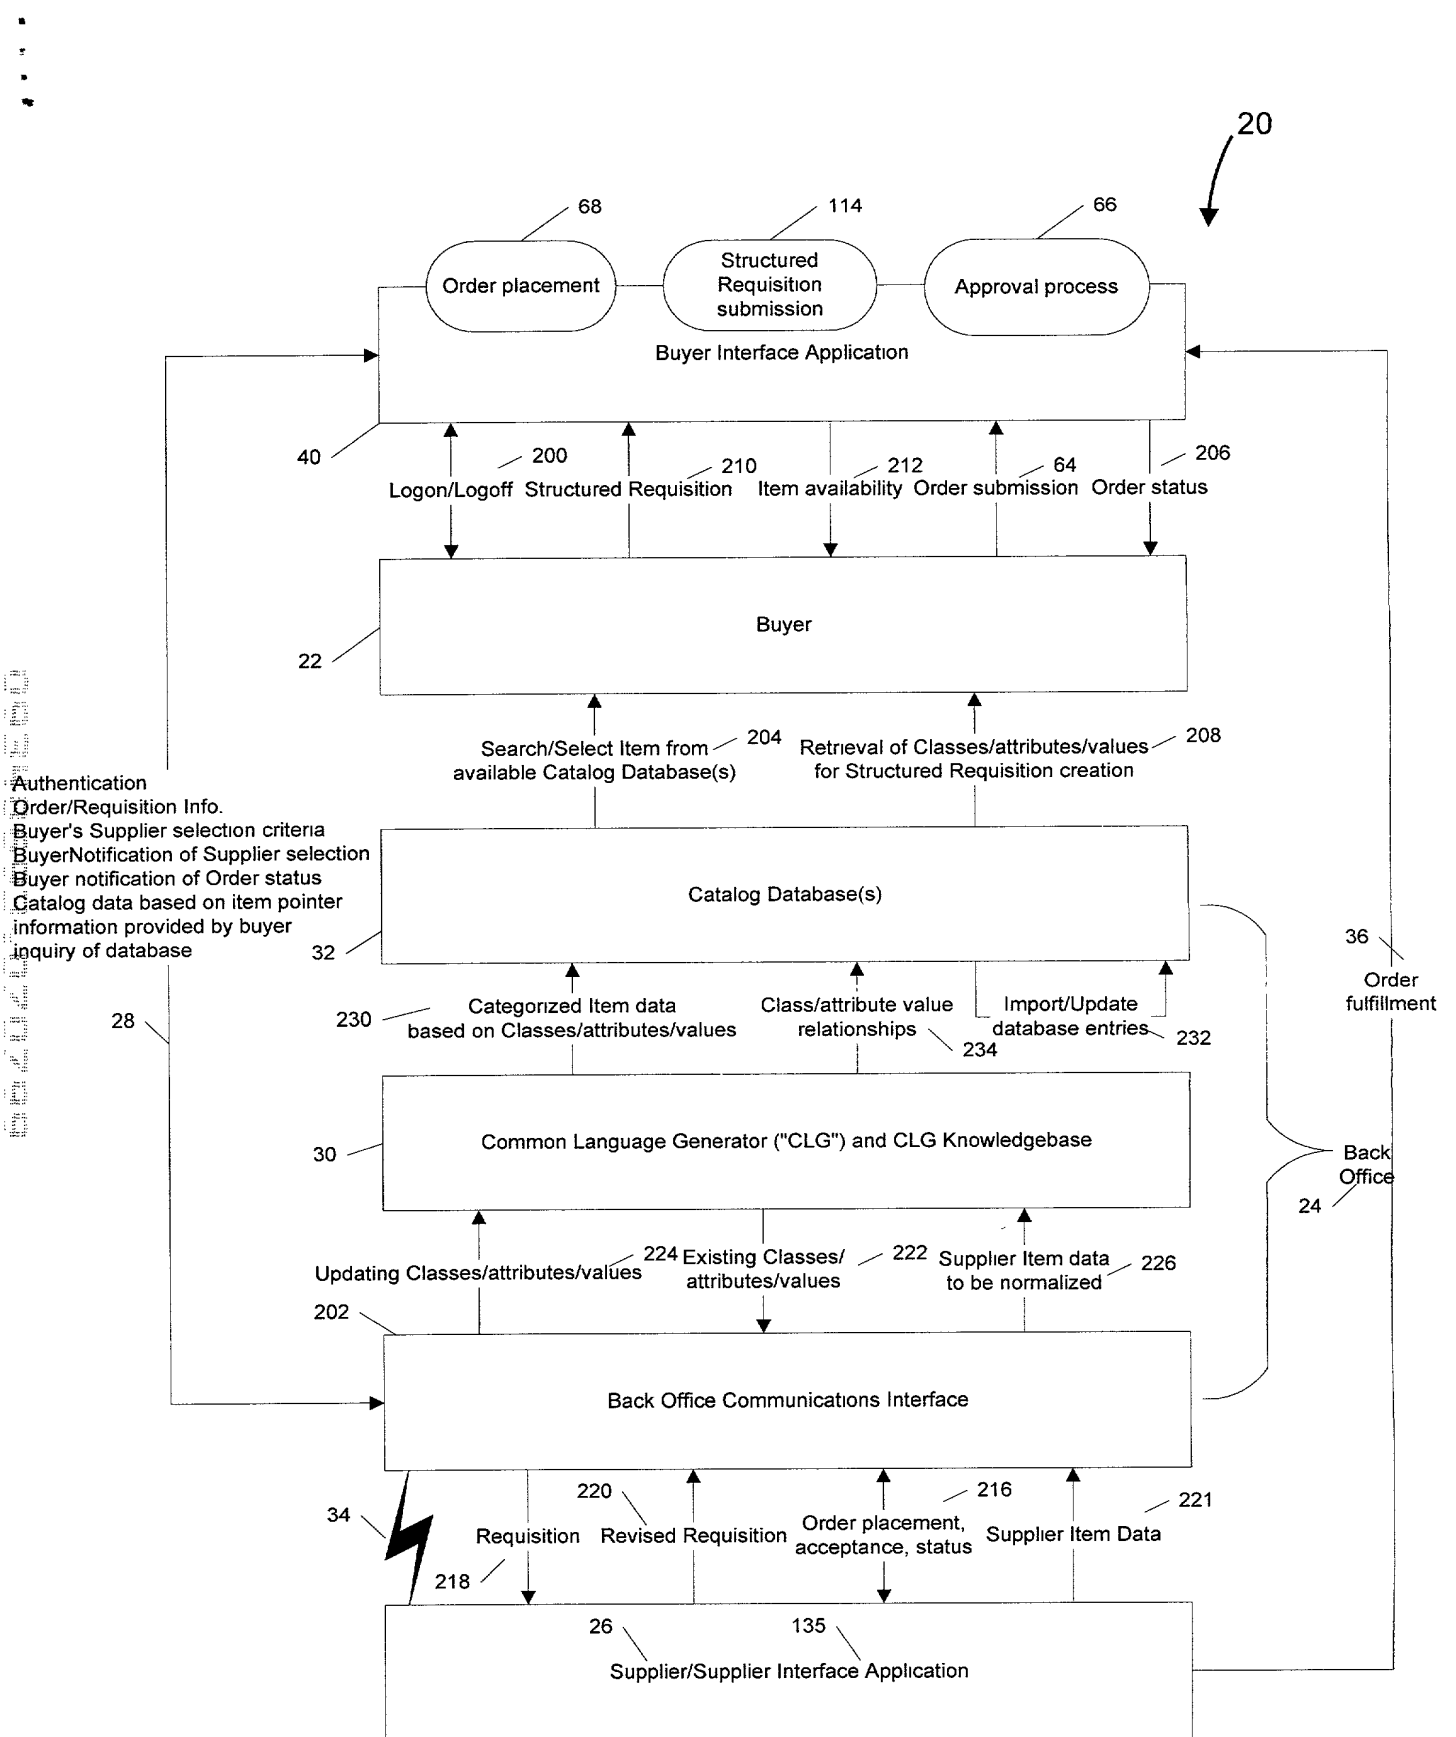 20
68
114
66
Order placement
Structured
Requisition
submission
Approval process
Buyer Interface Application
40
200
210
212
64
206
Logon/Logoff
Structured Requisition
Item availability
Order submission
Order status
Buyer
22
Search/Select Item from
available Catalog Database(s)
204
Retrieval of Classes/attributes/values
for Structured Requisition creation
208
Authentication
Order/Requisition Info.
Buyer's Supplier selection criteria
BuyerNotification of Supplier selection
Buyer notification of Order status
Catalog data based on item pointer
information provided by buyer
inquiry of database
28
Catalog Database(s)
32
36
Order
fulfillment
230
Categorized Item data
based on Classes/attributes/values
Class/attribute value
relationships
234
Import/Update
database entries
232
Common Language Generator ("CLG") and CLG Knowledgebase
30
Back
Office
24
Updating Classes/attributes/values
224
Existing Classes/
attributes/values
222
Supplier Item data
to be normalized
226
202
Back Office Communications Interface
34
Requisition
218
220
Revised Requisition
216
Order placement,
acceptance, status
221
Supplier Item Data
26
135
Supplier/Supplier Interface Application